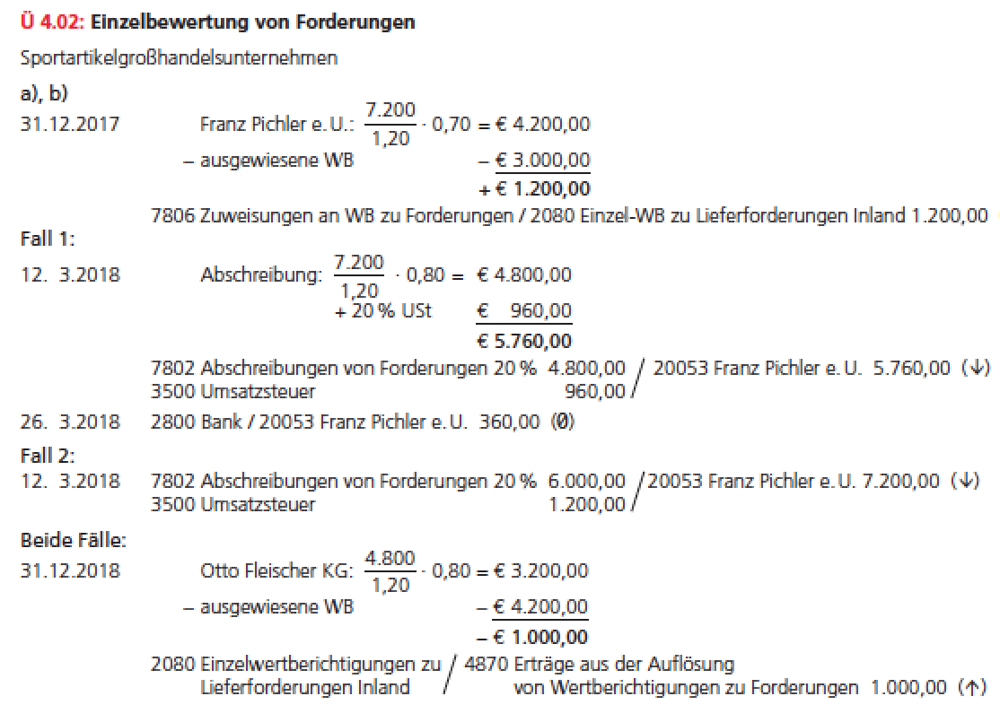 Ü 4.02: Einzelbewertung von Forderungen
Sportartikelgroßhandelsunternehmen
a), b)
31.12.2017 Franz Pichler e. U.: 7.200 / 1,20 · 0,70 = € 4.200,00
– ausgewiesene WB – € 3.000,00
+ € 1.200,00
7806 Zuweisungen an WB zu Forderungen / 2080 Einzel-WB zu Lieferforderungen Inland 1.200,00
Fall 1:
12. 3.2018 Abschreibung: 7.200 / 1,20 · 0,80 = € 4.800,00
+ 20 % USt € 960,00
€ 5.760,00
7802 Abschreibungen von Forderungen 20 % 4.800,00 / 20053 Franz Pichler e. U. 5.760,00 (↓)
3500 Umsatzsteuer 960,00 /
26. 3.2018 2800 Bank / 20053 Franz Pichler e. U. 360,00 (Ø)
Fall 2:
12. 3.2018 7802 Abschreibungen von Forderungen 20 % 6.000,00 / 20053 Franz Pichler e. U. 7.200,00 (↓)
3500 Umsatzsteuer 1.200,00 /
Beide Fälle:
31.12.2018 Otto Fleischer KG: 4.800 / 1,20 · 0,80 = € 3.200,00
– ausgewiesene WB – € 4.200,00
– € 1.000,00
2080 Einzelwertberichtigungen zu / 4870 Erträge aus der Auflösung
Lieferforderungen Inland / von Wertberichtigungen zu Forderungen 1.000,00 (↑)